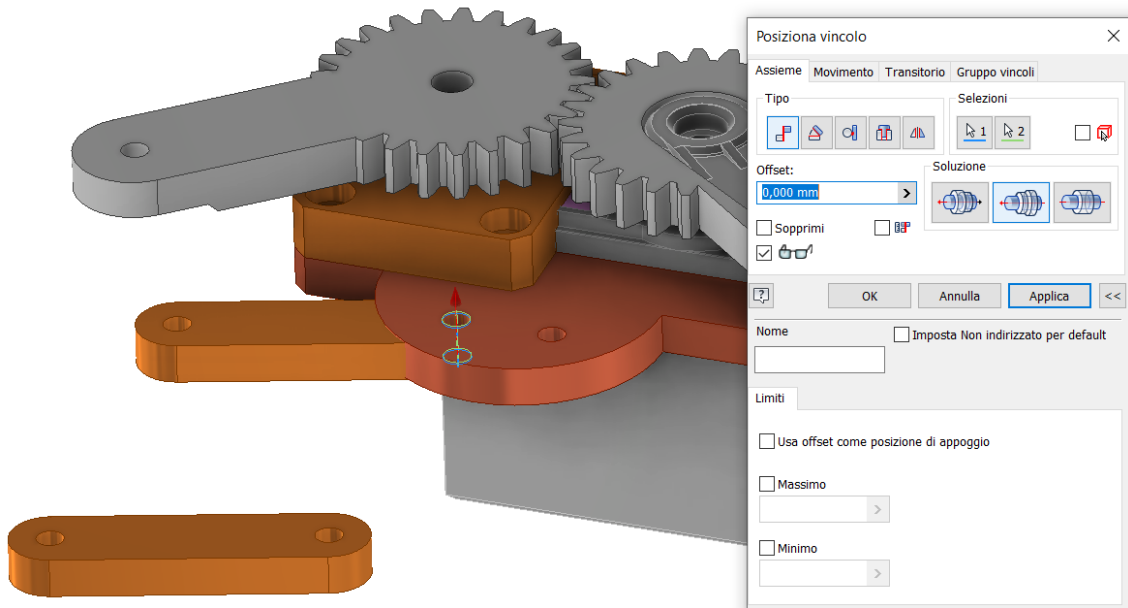 Posiziona vincolo
Assieme Movimento Transitorio Gruppo vincoli
Tipo Selezioni
1 2
Offset: Soluzione
0,000 mm >
Sopprimi
? OK Annulla Applica <<
Nome Imposta Non indirizzato per default
Limiti
Usa offset come posizione di appoggio
Massimo
>
Minimo
>